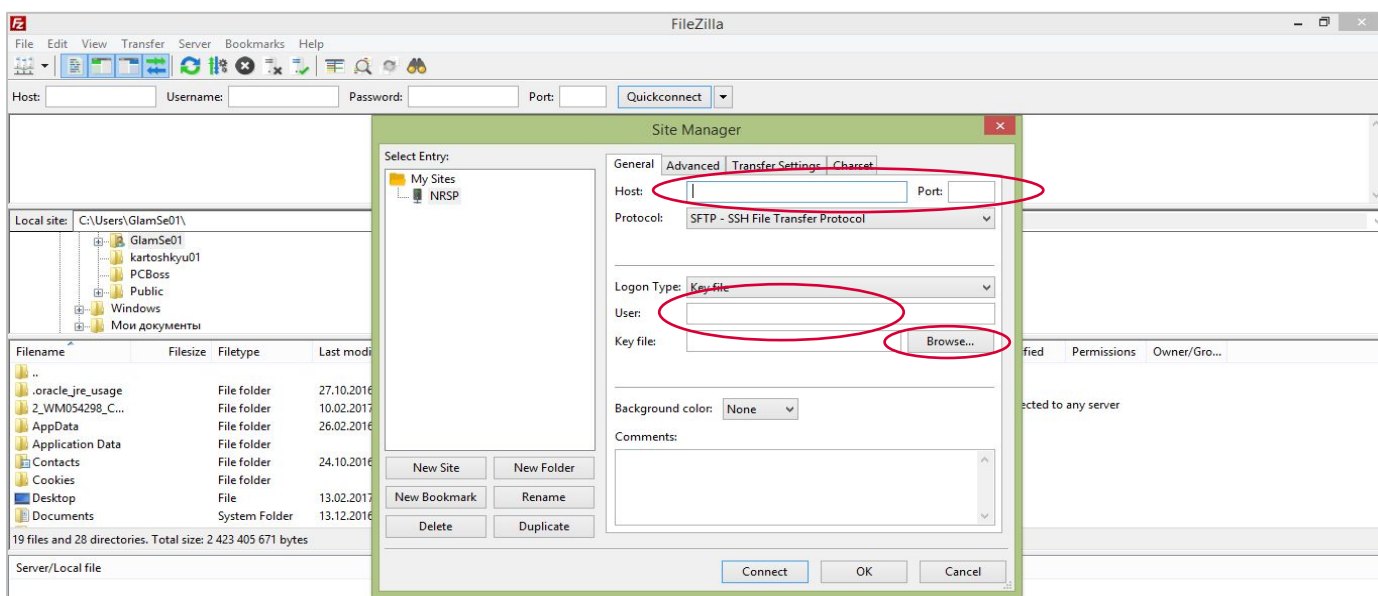 FileZilla
File Edit View Transfer Server Bookmarks Help
Host: Username: Password: Port: Quickconnect
Site Manager
Select Entry:
My Sites
NRSP
General Advanced Transfer Settings Charset
Host: Port:
Protocol: SFTP - SSH File Transfer Protocol
Logon Type: Key file
User:
Key file: Browse...
Background color: None
Comments:
New Site New Folder
New Bookmark Rename
Delete Duplicate
Connect OK Cancel
Local site: C:\Users\GlamSe01\
GlamSe01
kartoshkyu01
PCBoss
Public
Windows
Мои документы
Filename Filesize Filetype Last modi
..
.oracle_jre_usage File folder 27.10.2016
2_WM054298_C... File folder 10.02.2017
AppData File folder 26.02.2016
Application Data File folder
Contacts File folder 24.10.2016
Cookies File folder
Desktop File 13.02.2017
Documents System Folder 13.12.2016
19 files and 28 directories. Total size: 2 423 405 671 bytes
Server/Local file
fied Permissions Owner/Gro...
ected to any server